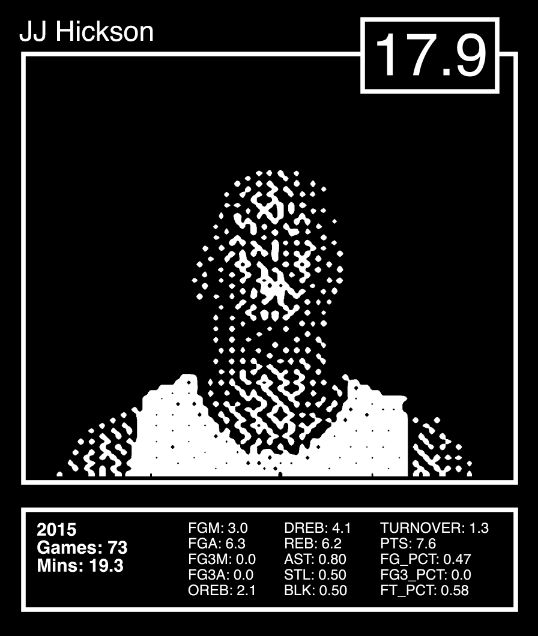 JJ Hickson
17.9
2015
Games: 73
Mins: 19.3
FGM: 3.0
FGA: 6.3
FG3M: 0.0
FG3A: 0.0
OREB: 2.1
DREB: 4.1
REB: 6.2
AST: 0.80
STL: 0.50
BLK: 0.50
TURNOVER: 1.3
PTS: 7.6
FG_PCT: 0.47
FG3_PCT: 0.0
FT_PCT: 0.58